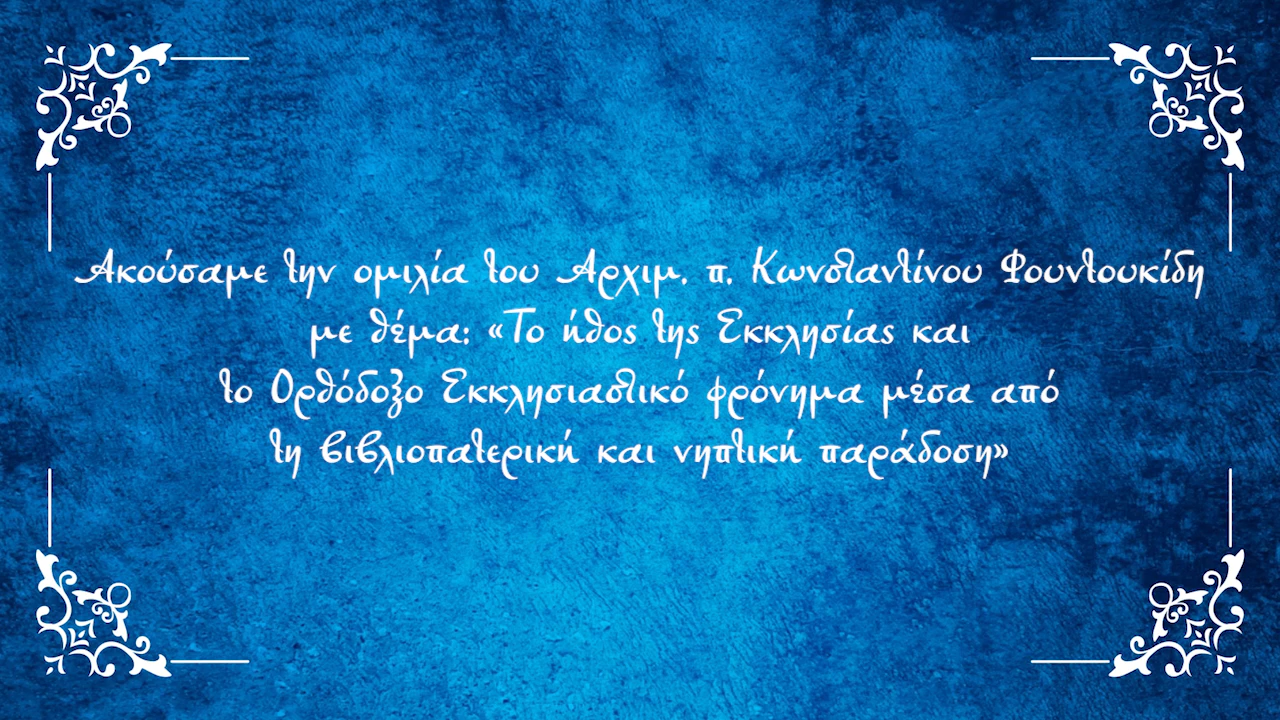 Ακούσαμε την ομιλία του Αρχιμ. π. Κωνσταντίνου Φουντουκίδη
με θέμα: «Το ήθος της Εκκλησίας και
το Ορθόδοξο Εκκλησιαστικό φρόνημα μέσα από
τη βιβλιοπατερική και νηπτική παράδοση»